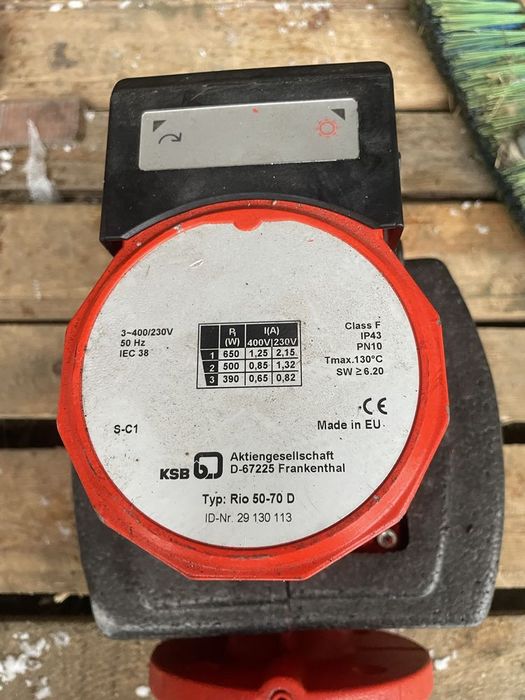 3~400/230V
50 Hz
IEC 38
P₁ I(A)
(W) 400V 230V
1 650 1,25 2,15
2 500 0,85 1,32
3 390 0,65 0,82
Class F
IP43
PN10
Tmax.130°C
SW ≥ 6.20
CE
S-C1
Made in EU
KSB
Aktiengesellschaft
D-67225 Frankenthal
Typ: Rio 50-70 D
ID-Nr. 29 130 113